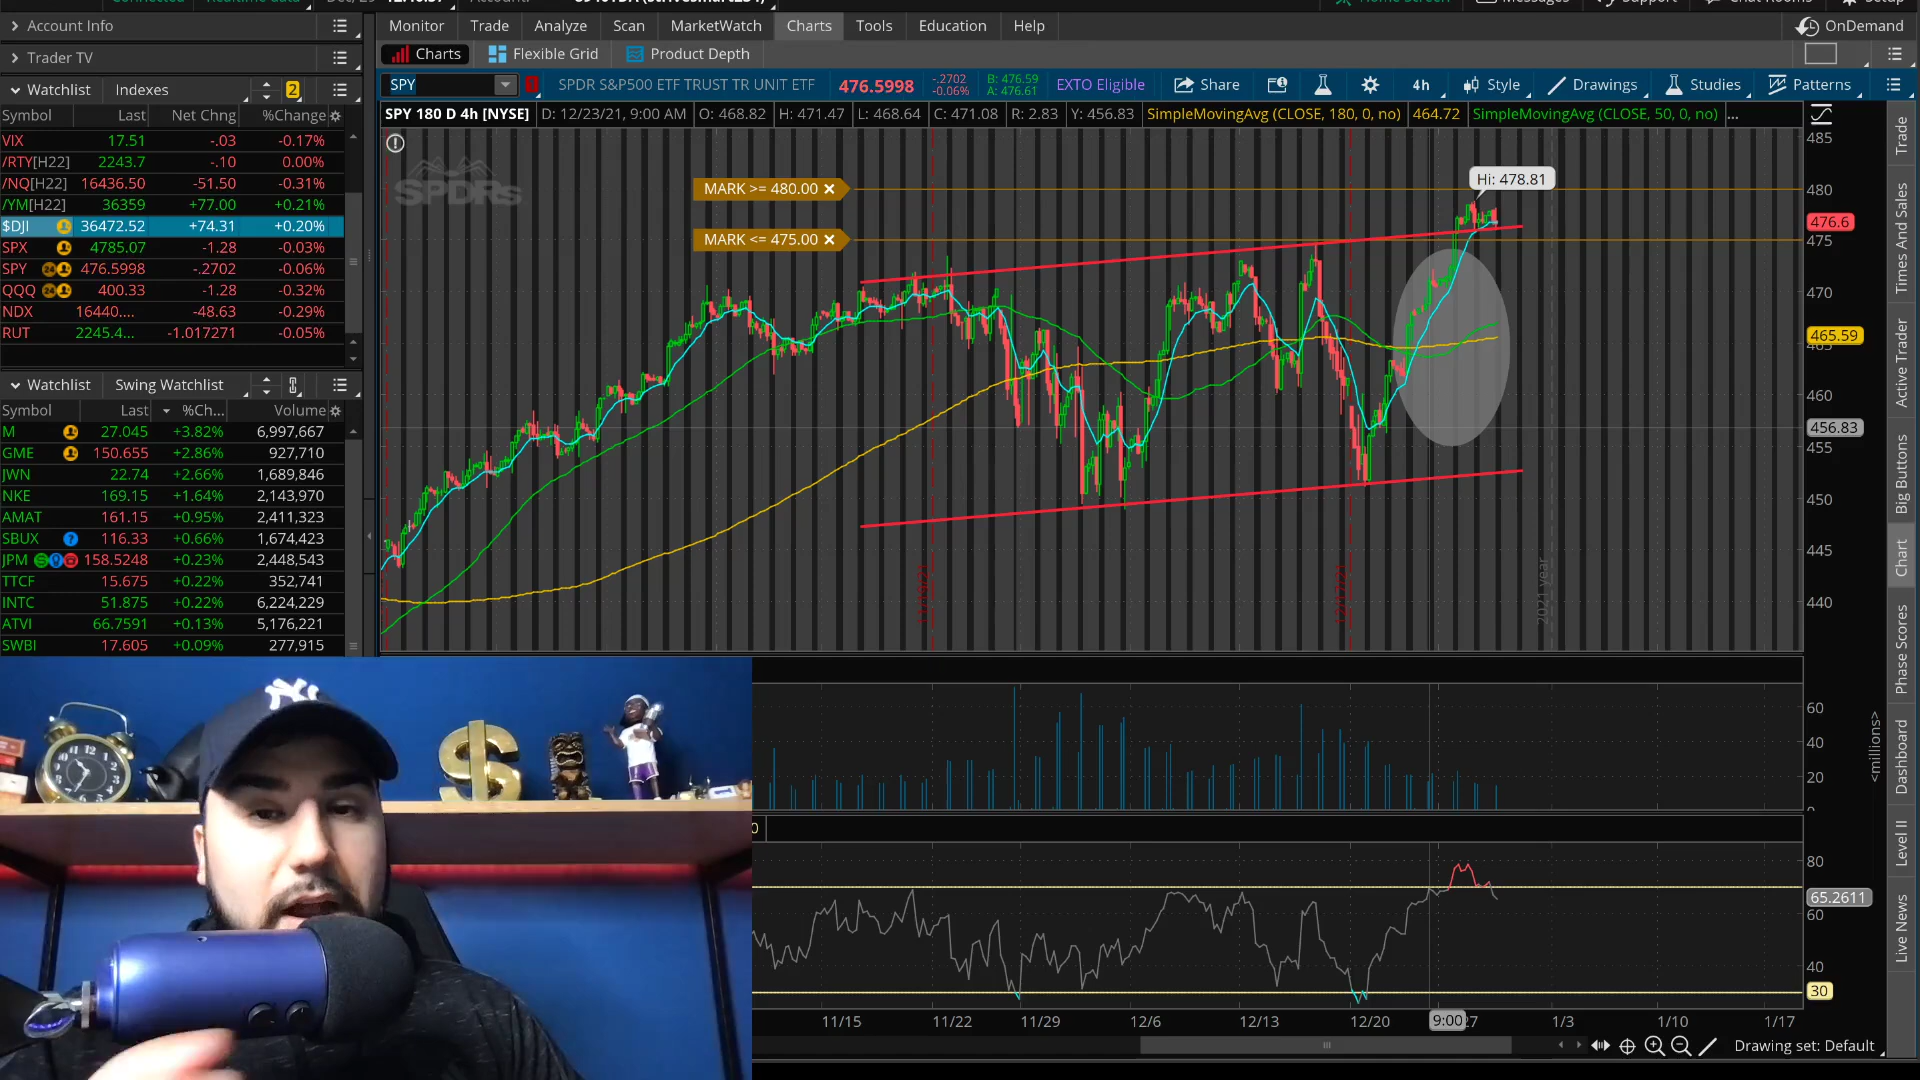 Account Info
Trader TV
Watchlist Indexes 2
Symbol Last Net Chng %Change
VIX 17.51 -.03 -0.17%
/RTY[H22] 2243.7 -.10 0.00%
/NQ[H22] 16436.50 -51.50 -0.31%
/YM[H22] 36359 +77.00 +0.21%
$DJI 36472.52 +74.31 +0.20%
SPX 4785.07 -1.28 -0.03%
SPY 476.5998 -.2702 -0.06%
QQQ 400.33 -1.28 -0.32%
NDX 16440.... -48.63 -0.29%
RUT 2245.4... -1.017271 -0.05%
Watchlist Swing Watchlist
Symbol Last %Ch... Volume
M 27.045 +3.82% 6,997,667
GME 150.655 +2.86% 927,710
JWN 22.74 +2.66% 1,689,846
NKE 169.15 +1.64% 2,143,970
AMAT 161.15 +0.95% 2,411,323
SBUX 116.33 +0.66% 1,674,423
JPM 158.5248 +0.23% 2,448,543
TTCF 15.675 +0.22% 352,741
INTC 51.875 +0.22% 6,224,229
ATVI 66.7591 +0.13% 5,176,221
SWBI 17.605 +0.09% 277,915
Monitor Trade Analyze Scan MarketWatch Charts Tools Education Help OnDemand
Charts Flexible Grid Product Depth
SPY SPDR S&P500 ETF TRUST TR UNIT ETF 476.5998 -.2702 -0.06% B: 476.59 A: 476.61 EXTO Eligible Share 4h Style Drawings Studies Patterns
SPY 180 D 4h [NYSE] D: 12/23/21, 9:00 AM O: 468.82 H: 471.47 L: 468.64 C: 471.08 R: 2.83 Y: 456.83 SimpleMovingAvg (CLOSE, 180, 0, no) 464.72 SimpleMovingAvg (CLOSE, 50, 0, no) ...
SPDRs
MARK >= 480.00
MARK <= 475.00
Hi: 478.81
485
480
476.6
475
470
465.59
460
456.83
455
450
445
440
12/17/21
2021 year
60
40
20
<millions>
80
65.2611
60
40
30
11/15 11/22 11/29 12/6 12/13 12/20 9:00 27 1/3 1/10 1/17
Drawing set: Default
Trade
Times And Sales
Active Trader
Big Buttons
Chart
Phase Scores
Dashboard
Level II
Live News
NY
$